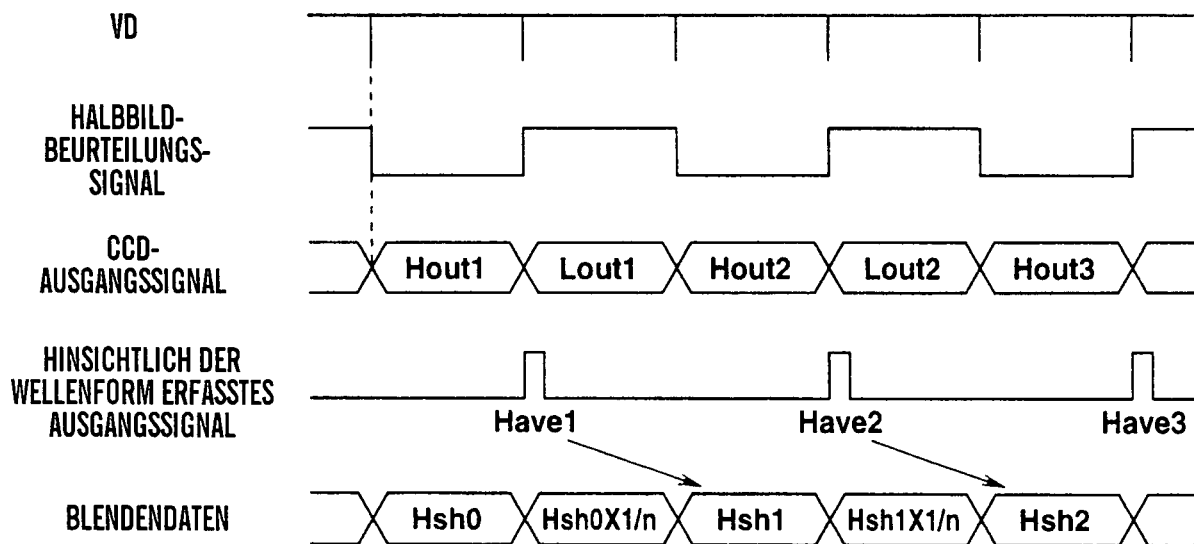 VD
HALBBILD-
BEURTEILUNGS-
SIGNAL
CCD-
AUSGANGSSIGNAL
Hout1 Lout1 Hout2 Lout2 Hout3
HINSICHTLICH DER
WELLENFORM ERFASSTES
AUSGANGSSIGNAL
Have1 Have2 Have3
BLENDENDATEN
Hsh0 Hsh0X1/n Hsh1 Hsh1X1/n Hsh2